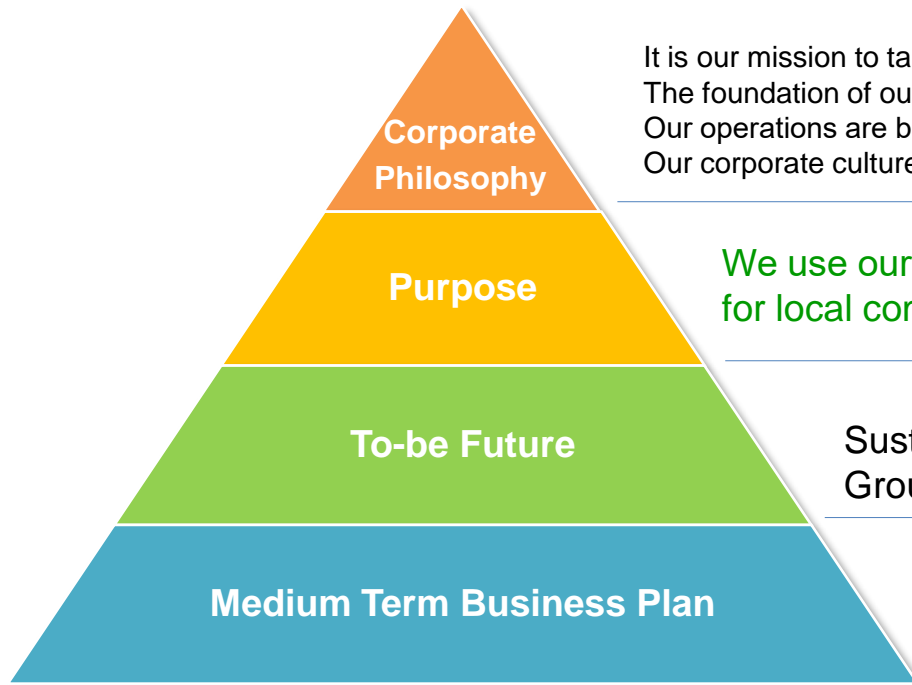 It is our mission to ta
The foundation of ou
Our operations are b
Our corporate culture
Corporate
Philosophy
We use our
for local cor
Purpose
Sust
Grou
To-be Future
Medium Term Business Plan